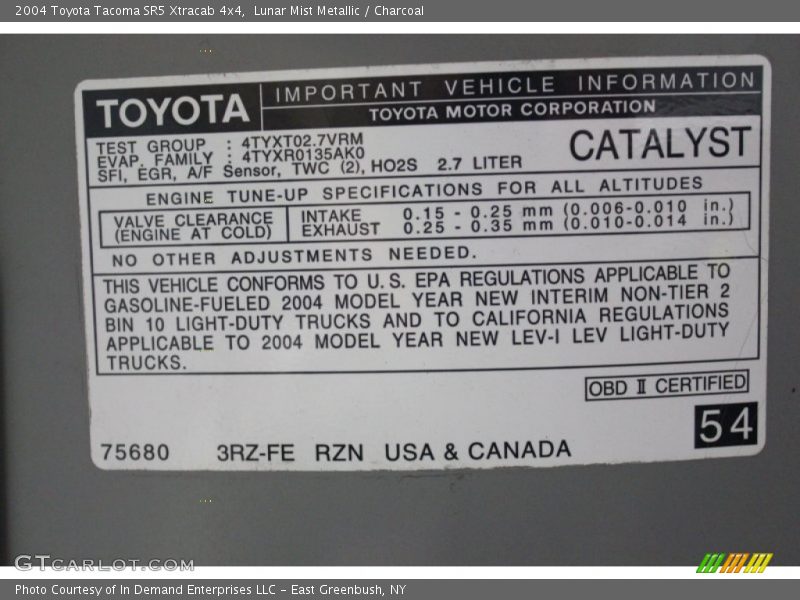 2004 Toyota Tacoma SR5 Xtracab 4x4,  Lunar Mist Metallic / Charcoal
TOYOTA
IMPORTANT VEHICLE INFORMATION
TOYOTA MOTOR CORPORATION
TEST GROUP : 4TYXT02.7VRM
EVAP. FAMILY : 4TYXR0135AK0
SFI, EGR, A/F Sensor, TWC (2), HO2S 2.7 LITER
CATALYST
ENGINE TUNE-UP SPECIFICATIONS FOR ALL ALTITUDES
VALVE CLEARANCE
(ENGINE AT COLD)
INTAKE 0.15 - 0.25 mm (0.006-0.010 in.)
EXHAUST 0.25 - 0.35 mm (0.010-0.014 in.)
NO OTHER ADJUSTMENTS NEEDED.
THIS VEHICLE CONFORMS TO U.S. EPA REGULATIONS APPLICABLE TO
GASOLINE-FUELED 2004 MODEL YEAR NEW INTERIM NON-TIER 2
BIN 10 LIGHT-DUTY TRUCKS AND TO CALIFORNIA REGULATIONS
APPLICABLE TO 2004 MODEL YEAR NEW LEV-I LEV LIGHT-DUTY
TRUCKS.
OBD II CERTIFIED
54
75680 3RZ-FE RZN USA & CANADA
GTCARLOT.COM
Photo Courtesy of In Demand Enterprises LLC – East Greenbush, NY